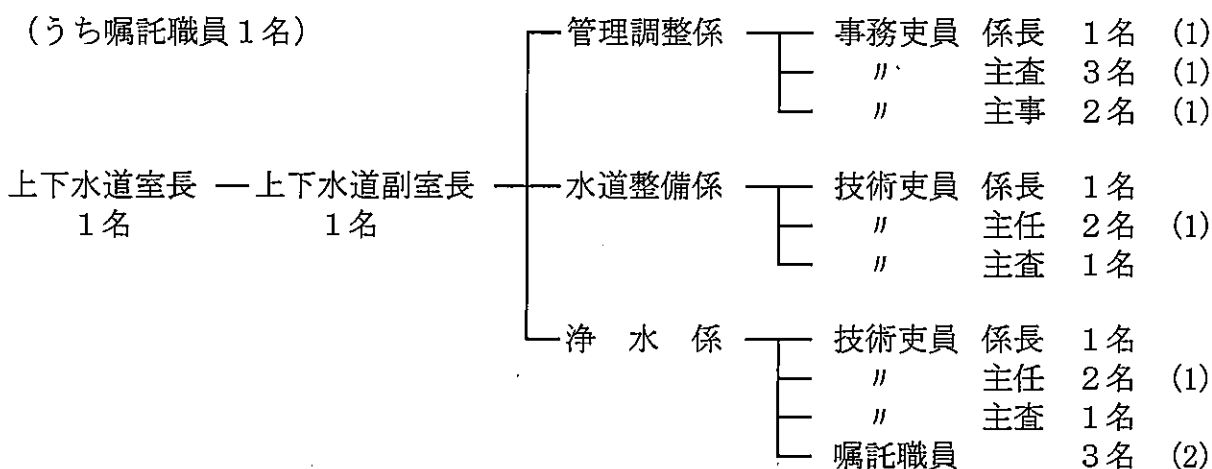 (うち嘱託職員1名) 管理調整係 事務吏員 係長 1名 (1)
〃 主査 3名 (1)
〃 主事 2名 (1)
上下水道室長 上下水道副室長 水道整備係 技術吏員 係長 1名
1名 1名 〃 主任 2名 (1)
〃 主査 1名
浄水係 技術吏員 係長 1名
〃 主任 2名 (1)
〃 主査 1名
嘱託職員 3名 (2)